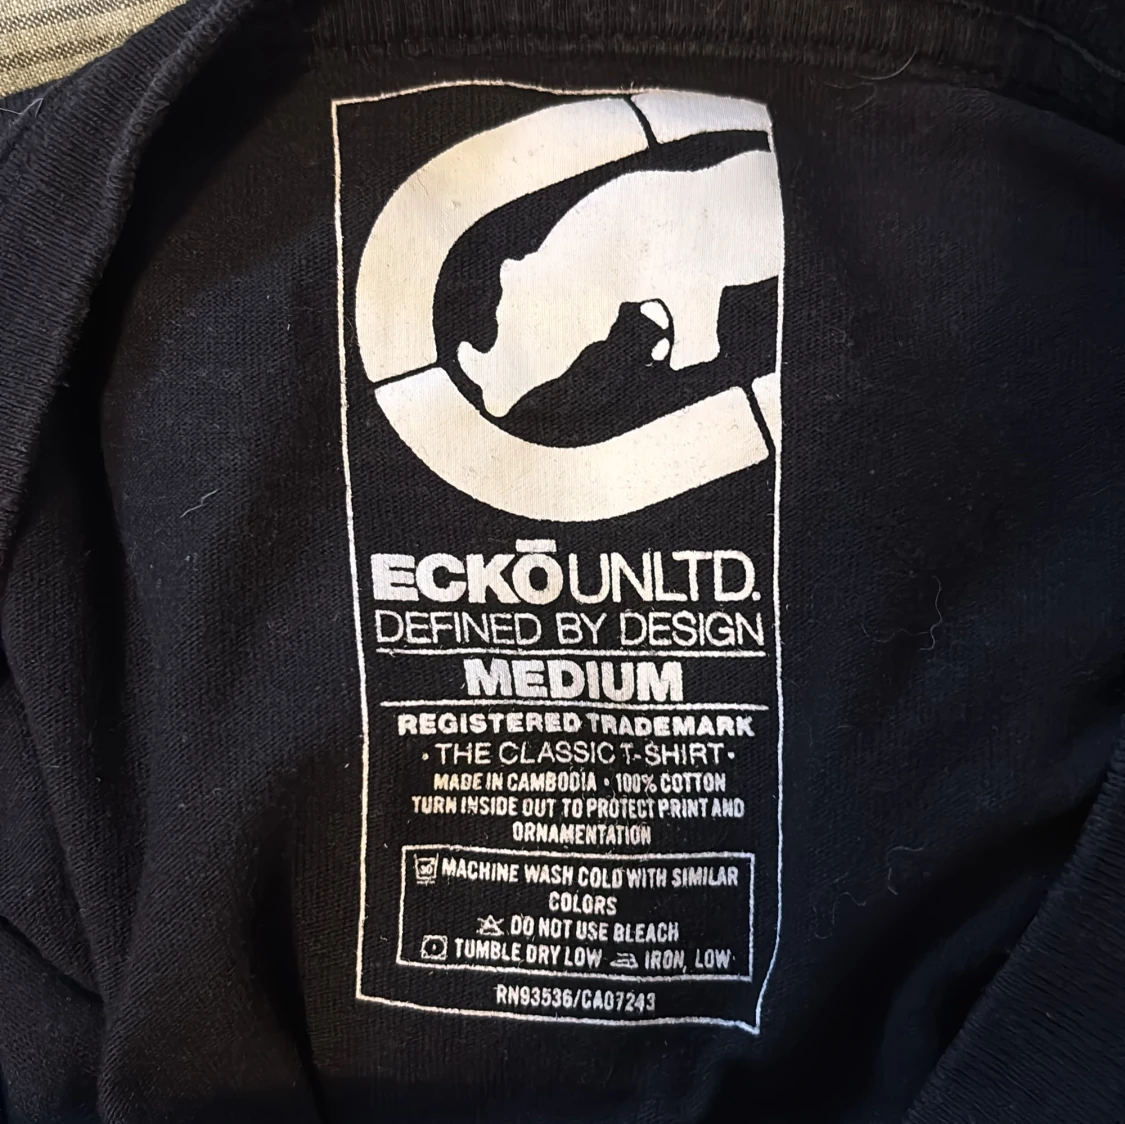 ECKŌ UNLTD.
DEFINED BY DESIGN
MEDIUM
REGISTERED TRADEMARK
• THE CLASSIC T-SHIRT •
MADE IN CAMBODIA • 100% COTTON
TURN INSIDE OUT TO PROTECT PRINT AND
ORNAMENTATION
30 MACHINE WASH COLD WITH SIMILAR
COLORS
DO NOT USE BLEACH
TUMBLE DRY LOW IRON, LOW
RN93536/CA07243